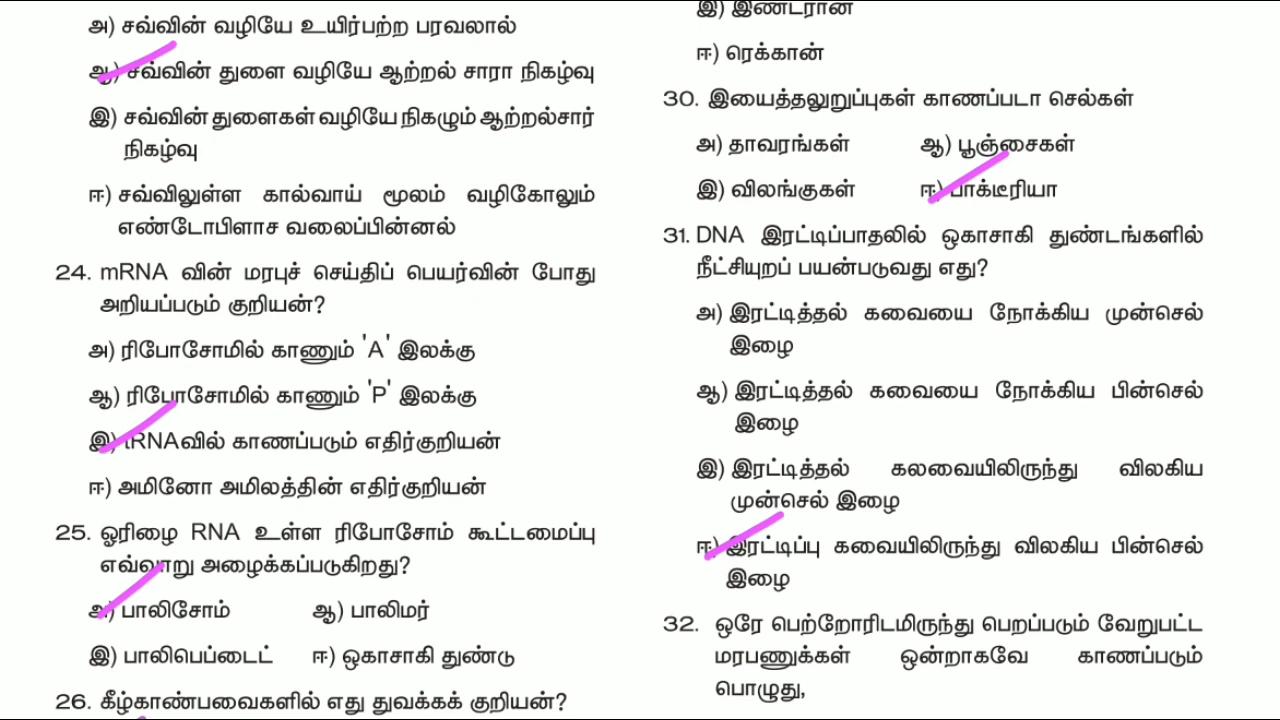 அ) சவ்வின் வழியே உயிர்பற்ற பரவலால்
ஆ) சவ்வின் துளை வழியே ஆற்றல் சாரா நிகழ்வு
இ) சவ்வின் துளைகள் வழியே நிகழும் ஆற்றல்சார்
நிகழ்வு
ஈ) சவ்விலுள்ள கால்வாய் மூலம் வழிகோலும்
எண்டோபிளாச வலைப்பின்னல்
24. mRNA வின் மரபுச் செய்திப் பெயர்வின் போது
அறியப்படும் குறியன்?
அ) ரிபோசோமில் காணும் 'A' இலக்கு
ஆ) ரிபோசோமில் காணும் 'P' இலக்கு
இ) tRNAவில் காணப்படும் எதிர்குறியன்
ஈ) அமினோ அமிலத்தின் எதிர்குறியன்
25. ஓரிழை RNA உள்ள ரிபோசோம் கூட்டமைப்பு
எவ்வாறு அழைக்கப்படுகிறது?
அ) பாலிசோம் ஆ) பாலிமர்
இ) பாலிபெப்டைட் ஈ) ஒகாசாகி துண்டு
26. கீழ்காண்பவைகளில் எது துவக்கக் குறியன்?
இ) இண்டரான்
ஈ) ரெக்கான்
30. இயைத்தலுறுப்புகள் காணப்படா செல்கள்
அ) தாவரங்கள் ஆ) பூஞ்சைகள்
இ) விலங்குகள் ஈ) பாக்டீரியா
31. DNA இரட்டிப்பாதலில் ஒகாசாகி துண்டங்களில்
நீட்சியுறப் பயன்படுவது எது?
அ) இரட்டித்தல் கவையை நோக்கிய முன்செல்
இழை
ஆ) இரட்டித்தல் கவையை நோக்கிய பின்செல்
இழை
இ) இரட்டித்தல் கலவையிலிருந்து விலகிய
முன்செல் இழை
ஈ) இரட்டிப்பு கவையிலிருந்து விலகிய பின்செல்
இழை
32. ஒரே பெற்றோரிடமிருந்து பெறப்படும் வேறுபட்ட
மரபணுக்கள் ஒன்றாகவே காணப்படும்
பொழுது,